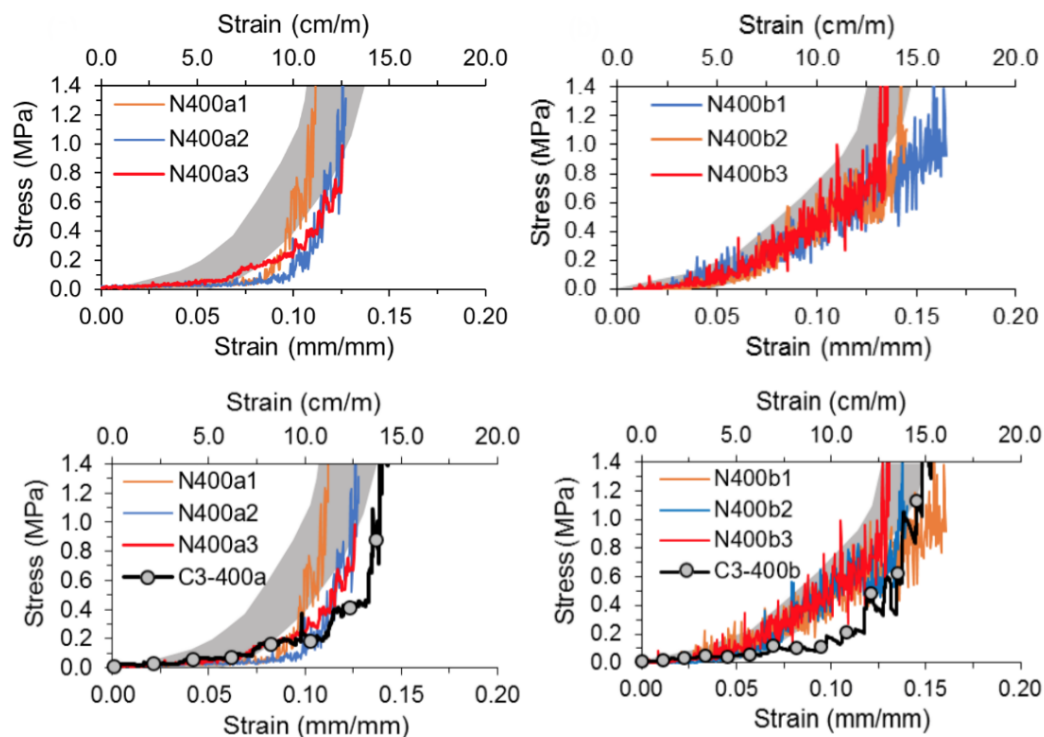 Strain (cm/m)
0.0 5.0 10.0 15.0 20.0
1.4
1.2
1.0
0.8
0.6
0.4
0.2
0.0
Stress (MPa)
N400a1
N400a2
N400a3
0.00 0.05 0.10 0.15 0.20
Strain (mm/mm)
Strain (cm/m)
0.0 5.0 10.0 15.0 20.0
1.4
1.2
1.0
0.8
0.6
0.4
0.2
0.0
Stress (MPa)
N400b1
N400b2
N400b3
0.00 0.05 0.10 0.15 0.20
Strain (mm/mm)
Strain (cm/m)
0.0 5.0 10.0 15.0 20.0
1.4
1.2
1.0
0.8
0.6
0.4
0.2
0.0
Stress (MPa)
N400a1
N400a2
N400a3
C3-400a
0.00 0.05 0.10 0.15 0.20
Strain (mm/mm)
Strain (cm/m)
0.0 5.0 10.0 15.0 20.0
1.4
1.2
1.0
0.8
0.6
0.4
0.2
0.0
Stress (MPa)
N400b1
N400b2
N400b3
C3-400b
0.00 0.05 0.10 0.15 0.20
Strain (mm/mm)